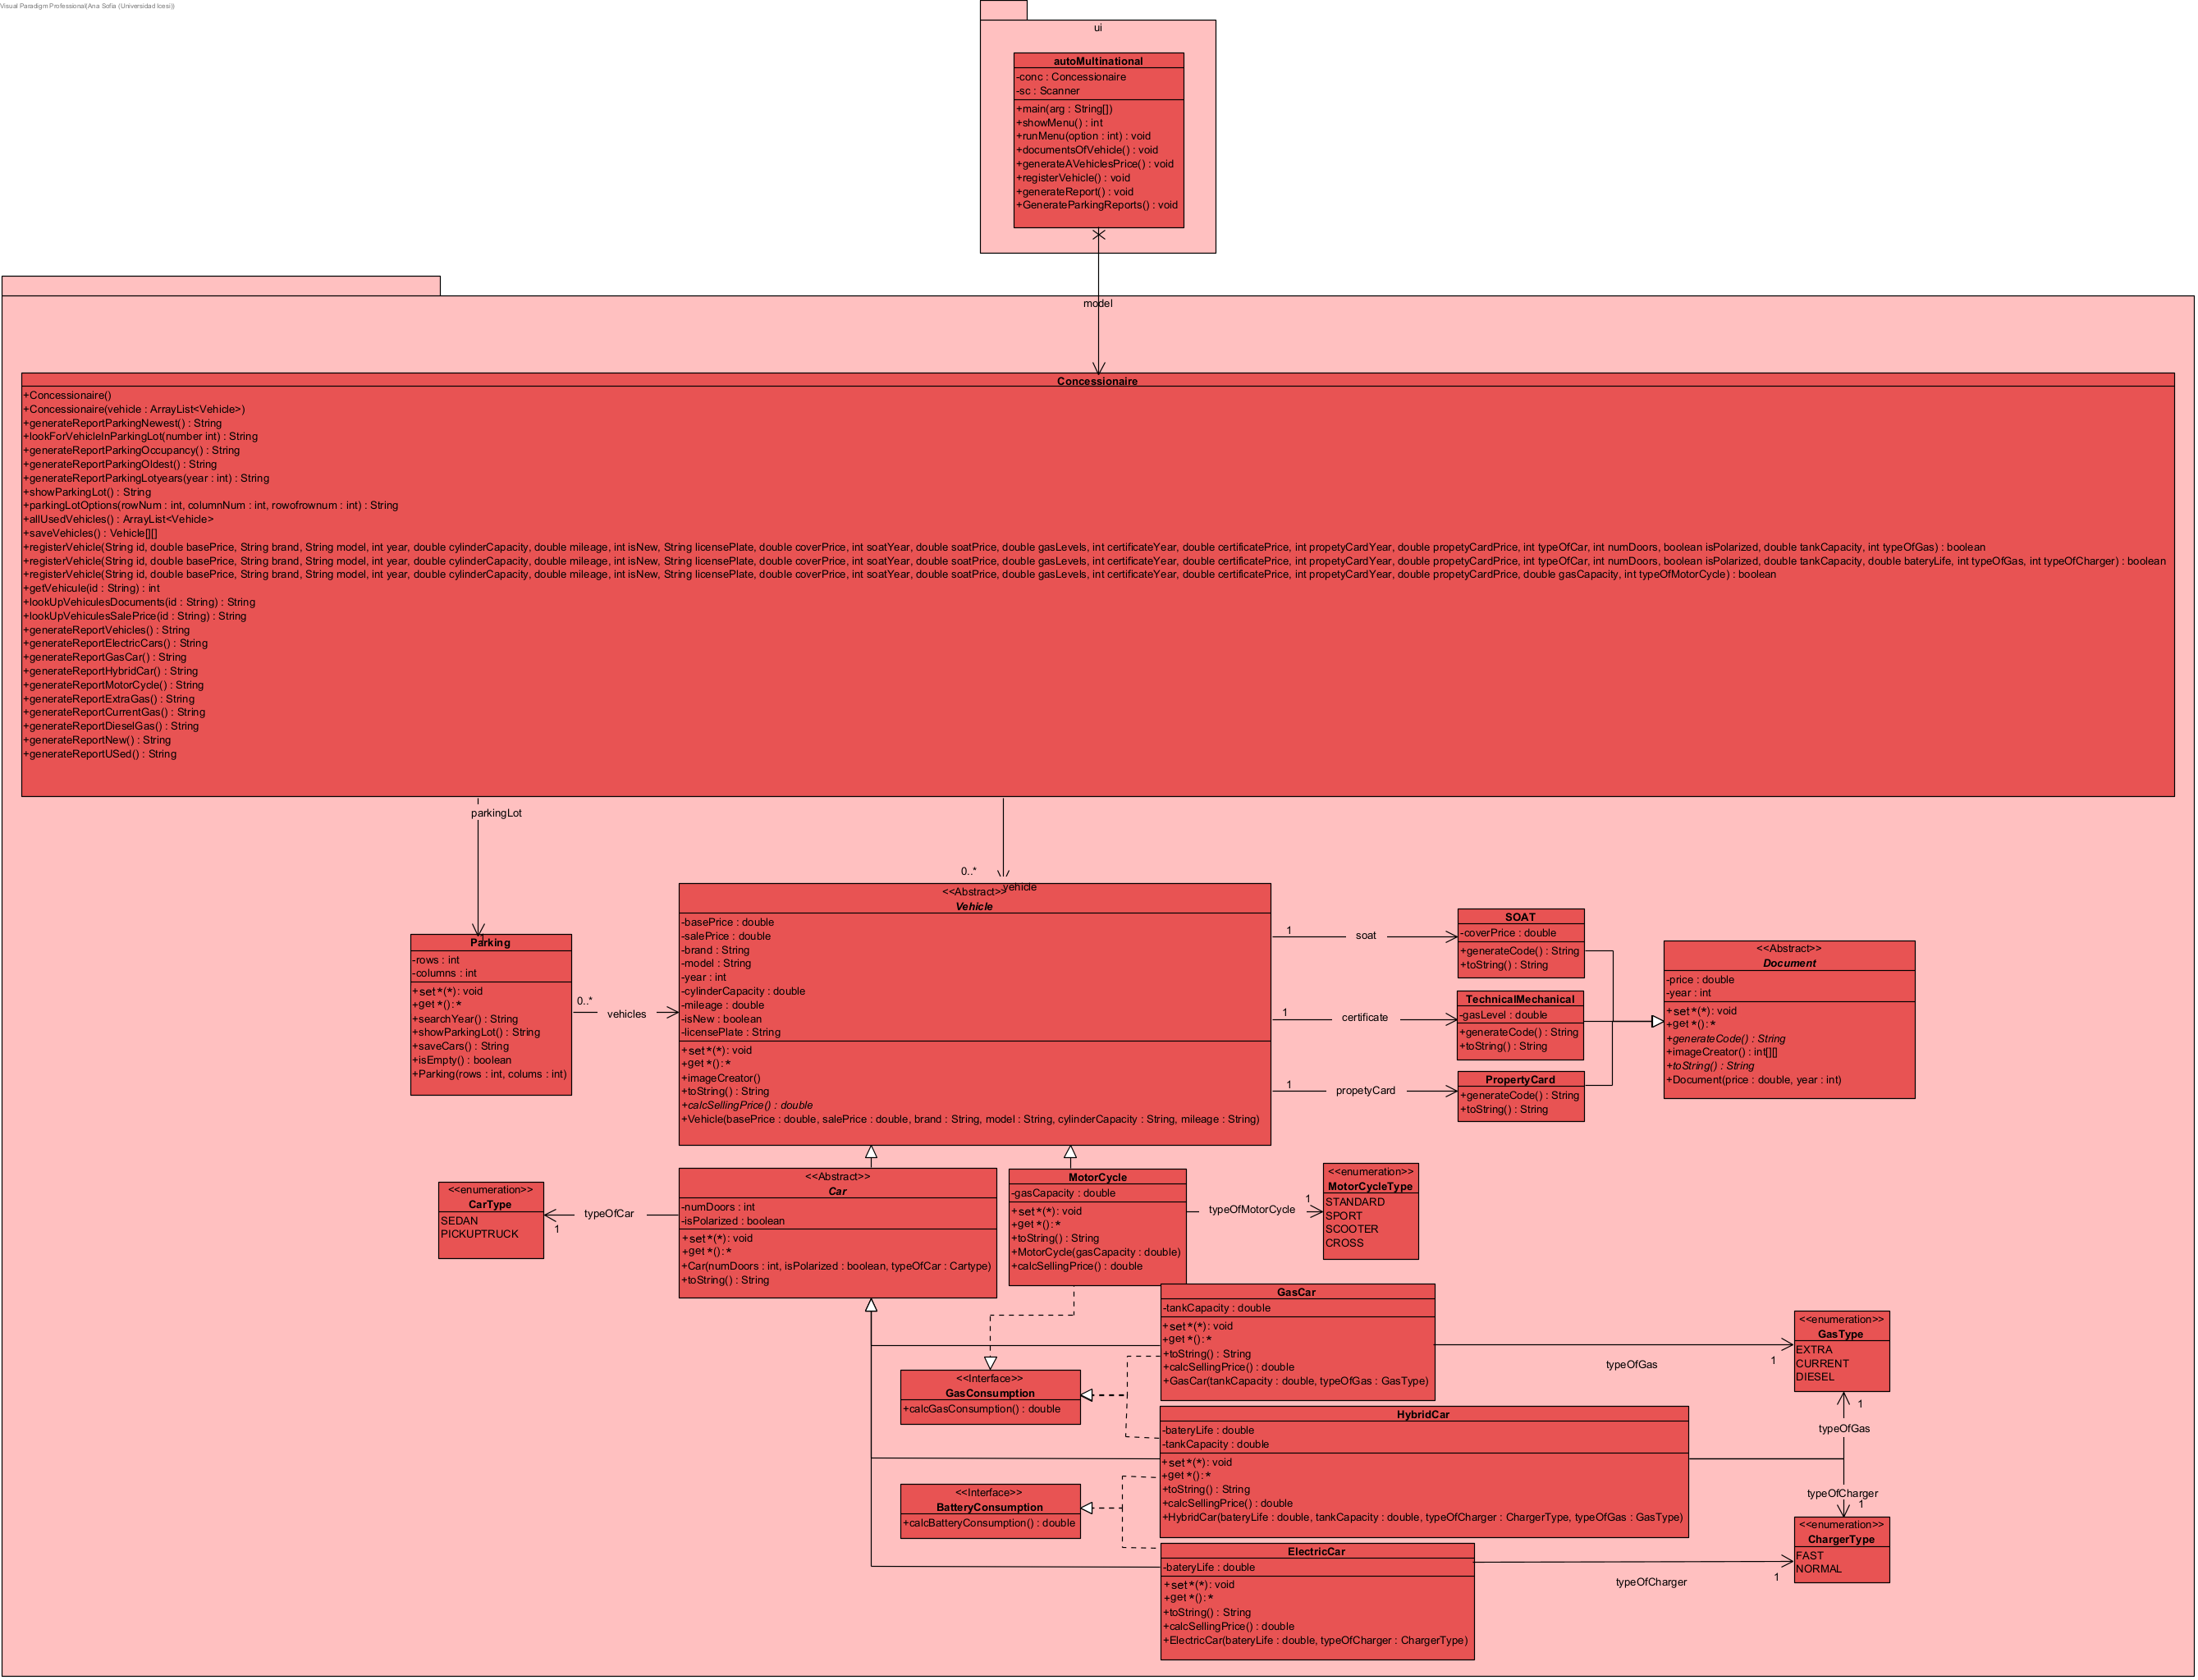 Visual Paradigm Professional(Ana Sofia (Universidad Icesi))
ui
autoMultinational
-conc : Concessionaire
-sc : Scanner
+main(arg : String[])
+showMenu() : int
+runMenu(option : int) : void
+documentsOfVehicle() : void
+generateAVehiclesPrice() : void
+registerVehicle() : void
+generateReport() : void
+GenerateParkingReports() : void
model
Concessionaire
+Concessionaire()
+Concessionaire(vehicle : ArrayList<Vehicle>)
+generateReportParkingNewest() : String
+lookForVehicleInParkingLot(number int) : String
+generateReportParkingOccupancy() : String
+generateReportParkingOldest() : String
+generateReportParkingLotyears(year : int) : String
+showParkingLot() : String
+parkingLotOptions(rowNum : int, columnNum : int, rowofrownum : int) : String
+allUsedVehicles() : ArrayList<Vehicle>
+saveVehicles() : Vehicle[][]
+registerVehicle(String id, double basePrice, String brand, String model, int year, double cylinderCapacity, double mileage, int isNew, String licensePlate, double coverPrice, int soatYear, double soatPrice, double gasLevels, int certificateYear, double certificatePrice, int propetyCardYear, double propetyCardPrice, int typeOfCar, int numDoors, boolean isPolarized, double tankCapacity, int typeOfGas) : boolean
+registerVehicle(String id, double basePrice, String brand, String model, int year, double cylinderCapacity, double mileage, int isNew, String licensePlate, double coverPrice, int soatYear, double soatPrice, double gasLevels, int certificateYear, double certificatePrice, int propetyCardYear, double propetyCardPrice, int typeOfCar, int numDoors, boolean isPolarized, double tankCapacity, double bateryLife, int typeOfGas, int typeOfCharger) : boolean
+registerVehicle(String id, double basePrice, String brand, String model, int year, double cylinderCapacity, double mileage, int isNew, String licensePlate, double coverPrice, int soatYear, double soatPrice, double gasLevels, int certificateYear, double certificatePrice, int propetyCardYear, double propetyCardPrice, double gasCapacity, int typeOfMotorCycle) : boolean
+getVehicule(id : String) : int
+lookUpVehiculesDocuments(id : String) : String
+lookUpVehiculesSalePrice(id : String) : String
+generateReportVehicles() : String
+generateReportElectricCars() : String
+generateReportGasCar() : String
+generateReportHybridCar() : String
+generateReportMotorCycle() : String
+generateReportExtraGas() : String
+generateReportCurrentGas() : String
+generateReportDieselGas() : String
+generateReportNew() : String
+generateReportUSed() : String
parkingLot
0..*
vehicle
Parking
-rows : int
-columns : int
+set*(*): void
+get*():*
+searchYear() : String
+showParkingLot() : String
+saveCars() : String
+isEmpty() : boolean
+Parking(rows : int, colums : int)
0..*
vehicles
<<Abstract>>
Vehicle
-basePrice : double
-salePrice : double
-brand : String
-model : String
-year : int
-cylinderCapacity : double
-mileage : double
-isNew : boolean
-licensePlate : String
+set*(*): void
+get*():*
+imageCreator()
+toString() : String
+calcSellingPrice() : double
+Vehicle(basePrice : double, salePrice : double, brand : String, model : String, cylinderCapacity : String, mileage : String)
1
soat
1
certificate
1
propetyCard
SOAT
-coverPrice : double
+generateCode() : String
+toString() : String
TechnicalMechanical
-gasLevel : double
+generateCode() : String
+toString() : String
PropertyCard
+generateCode() : String
+toString() : String
<<Abstract>>
Document
-price : double
-year : int
+set*(*): void
+get*():*
+generateCode() : String
+imageCreator() : int[][]
+toString() : String
+Document(price : double, year : int)
<<enumeration>>
CarType
SEDAN
PICKUPTRUCK
typeOfCar
1
<<Abstract>>
Car
-numDoors : int
-isPolarized : boolean
+set*(*): void
+get*():*
+Car(numDoors : int, isPolarized : boolean, typeOfCar : Cartype)
+toString() : String
MotorCycle
-gasCapacity : double
+set*(*): void
+get*():*
+toString() : String
+MotorCycle(gasCapacity : double)
+calcSellingPrice() : double
typeOfMotorCycle
1
<<enumeration>>
MotorCycleType
STANDARD
SPORT
SCOOTER
CROSS
GasCar
-tankCapacity : double
+set*(*): void
+get*():*
+toString() : String
+calcSellingPrice() : double
+GasCar(tankCapacity : double, typeOfGas : GasType)
typeOfGas
1
<<enumeration>>
GasType
EXTRA
CURRENT
DIESEL
<<Interface>>
GasConsumption
+calcGasConsumption() : double
HybridCar
-bateryLife : double
-tankCapacity : double
+set*(*): void
+get*():*
+toString() : String
+calcSellingPrice() : double
+HybridCar(bateryLife : double, tankCapacity : double, typeOfCharger : ChargerType, typeOfGas : GasType)
1
typeOfGas
typeOfCharger
1
<<Interface>>
BatteryConsumption
+calcBatteryConsumption() : double
ElectricCar
-bateryLife : double
+set*(*): void
+get*():*
+toString() : String
+calcSellingPrice() : double
+ElectricCar(bateryLife : double, typeOfCharger : ChargerType)
typeOfCharger
1
<<enumeration>>
ChargerType
FAST
NORMAL